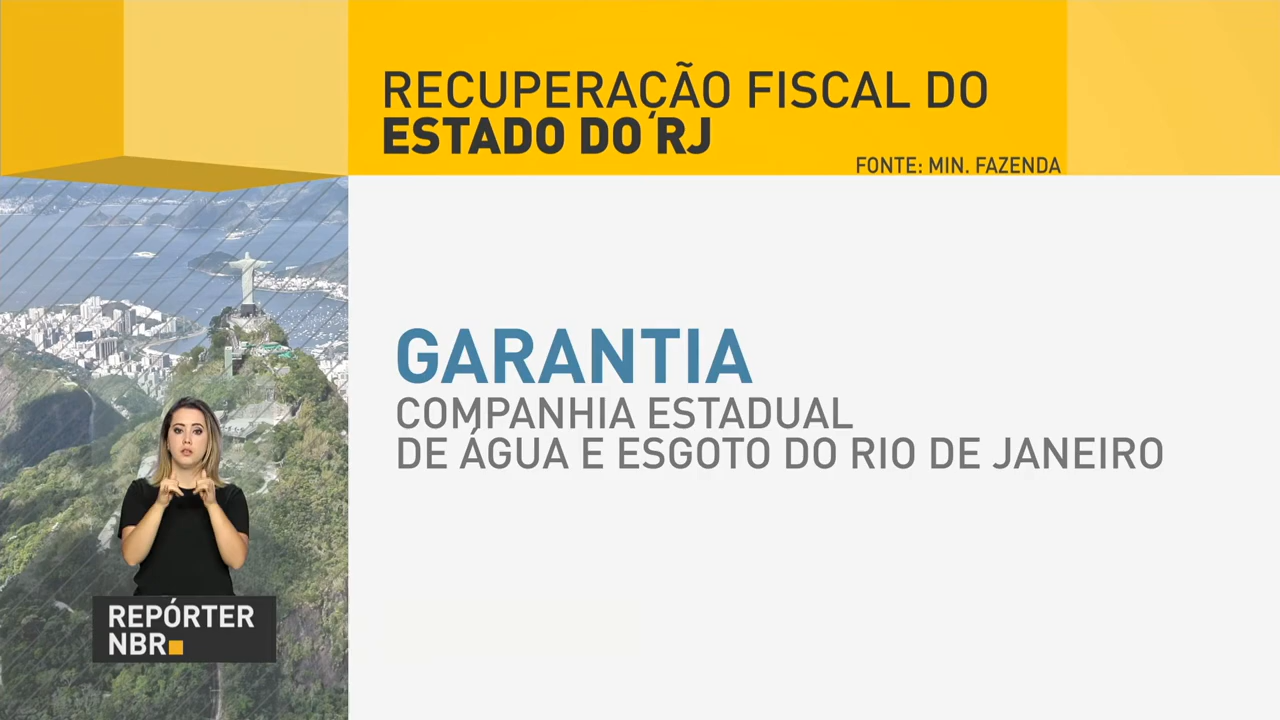 RECUPERAÇÃO FISCAL DO
ESTADO DO RJ
FONTE: MIN. FAZENDA
GARANTIA
COMPANHIA ESTADUAL
DE ÁGUA E ESGOTO DO RIO DE JANEIRO
REPÓRTER
NBR